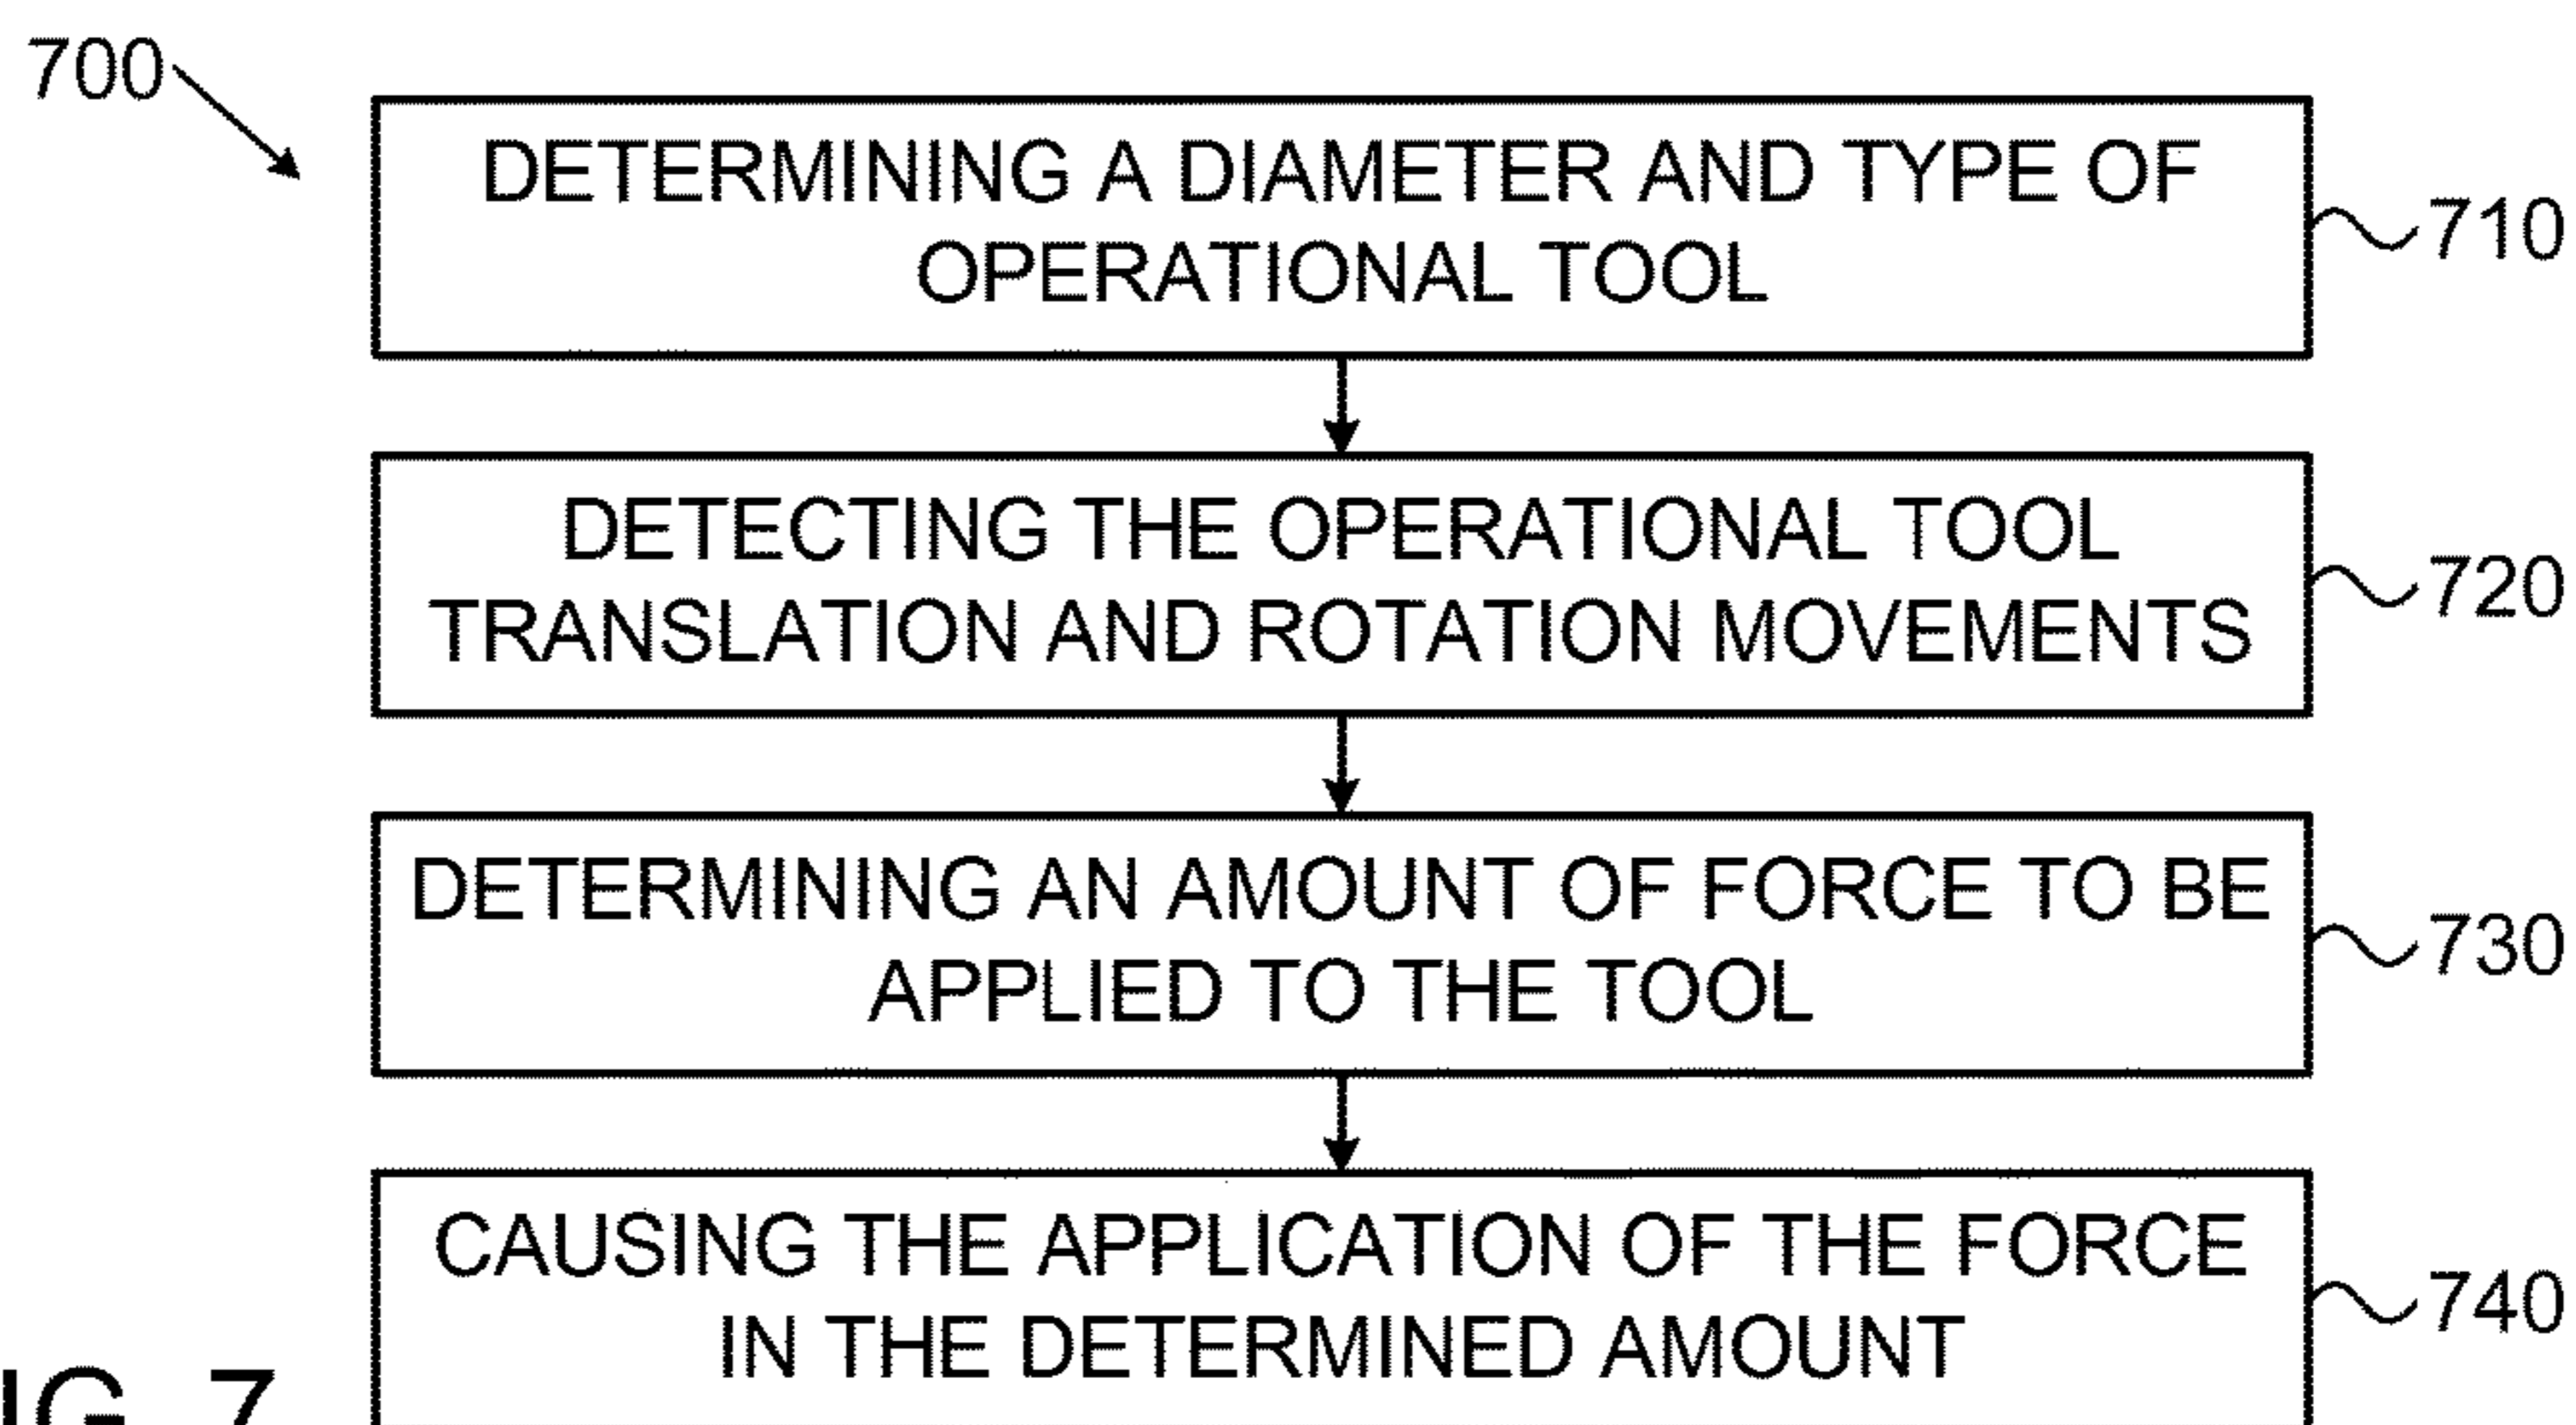 700
DETERMINING A DIAMETER AND TYPE OF
OPERATIONAL TOOL
710
DETECTING THE OPERATIONAL TOOL
TRANSLATION AND ROTATION MOVEMENTS
720
DETERMINING AN AMOUNT OF FORCE TO BE
APPLIED TO THE TOOL
730
CAUSING THE APPLICATION OF THE FORCE
IN THE DETERMINED AMOUNT
740
IG. 7